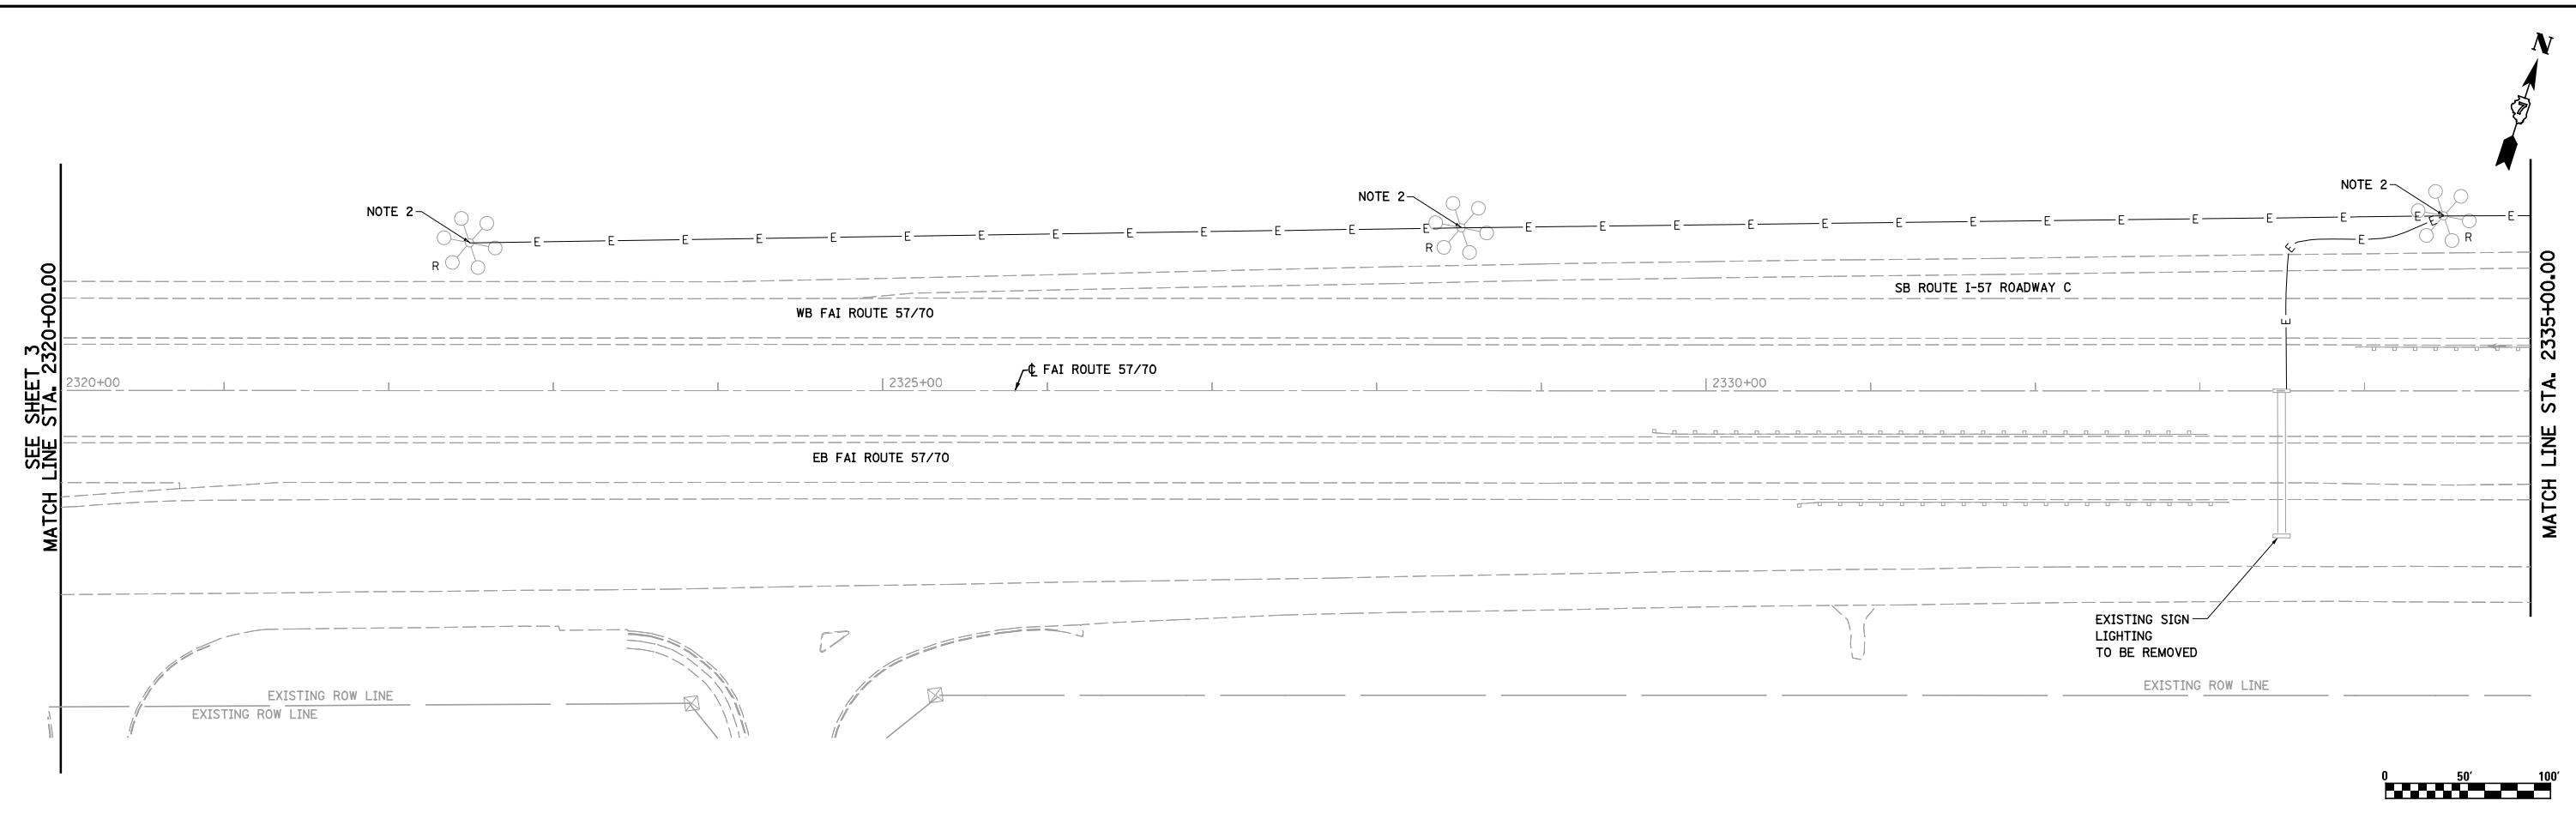 N
7
NOTE 2
NOTE 2
NOTE 2
E E E E E E E E E E E E E E E E E E E E E E E E E E E
E E E
E
R
R
R
SB ROUTE I-57 ROADWAY C
WB FAI ROUTE 57/70
SEE SHEET 3
MATCH LINE STA. 2320+00.00
MATCH LINE STA. 2335+00.00
℄ FAI ROUTE 57/70
2320+00
2325+00
2330+00
EB FAI ROUTE 57/70
EXISTING SIGN
LIGHTING
TO BE REMOVED
EXISTING ROW LINE
EXISTING ROW LINE
EXISTING ROW LINE
0 50' 100'